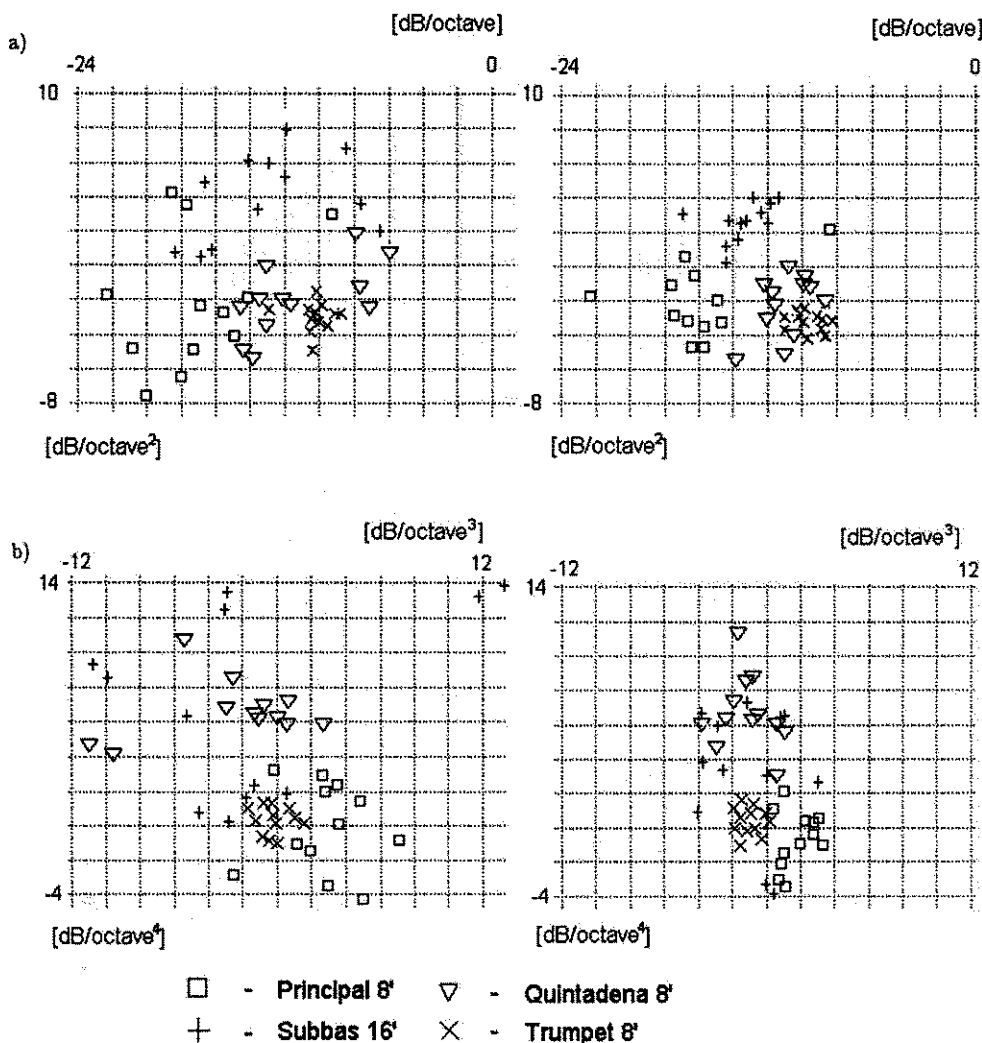 a)
[dB/octave] [dB/octave]
-24 0 -24 0
10 10
-8 -8
[dB/octave²] [dB/octave²]
b)
[dB/octave³] [dB/octave³]
-12 12 -12 12
14 14
-4 -4
[dB/octave⁴] [dB/octave⁴]
- Principal 8' - Quintadena 8'
- Subbas 16' - Trumpet 8'